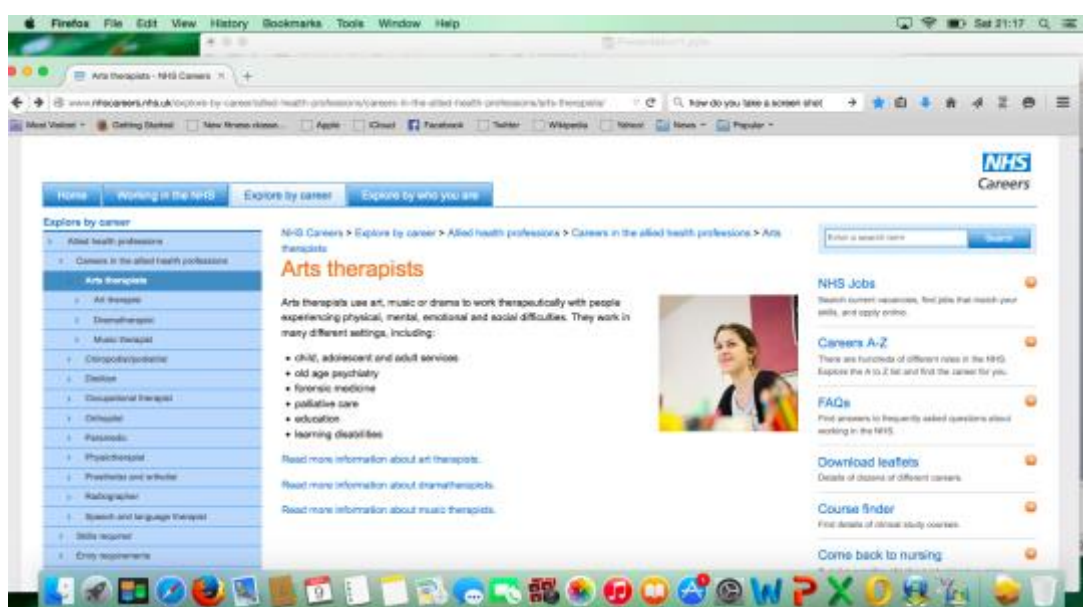 Firefox File Edit View History Bookmarks Tools Window Help Sat 21:17
Arts therapists - NHS Careers
how do you take a screen shot
Most Visited Getting Started Apple iCloud Facebook Twitter Wikipedia Yahoo! News Popular
NHS
Careers
Home Working in the NHS Explore by career Explore by who you are
Explore by career
Allied health professions
Careers in the allied health professions
Arts therapists
Art therapist
Dramatherapist
Music therapist
Chiropodist/podiatrist
Dietitian
Occupational therapist
Orthoptist
Paramedic
Physiotherapist
Prosthetist and orthotist
Radiographer
Speech and language therapist
Skills required
Entry requirements
NHS Careers > Explore by career > Allied health professions > Careers in the allied health professions > Arts
therapists
Arts therapists
Arts therapists use art, music or drama to work therapeutically with people
experiencing physical, mental, emotional and social difficulties. They work in
many different settings, including:
• child, adolescent and adult services
• old age psychiatry
• forensic medicine
• palliative care
• education
• learning disabilities
Read more information about art therapists.
Read more information about dramatherapists.
Read more information about music therapists.
Enter a search term Search
NHS Jobs
Search current vacancies, find jobs that match your
skills, and apply online.
Careers A-Z
There are hundreds of different roles in the NHS.
Explore the A to Z list and find the career for you.
FAQs
Find answers to frequently asked questions about
working in the NHS.
Download leaflets
Details of dozens of different careers.
Course finder
Find details of clinical study courses.
Come back to nursing
9